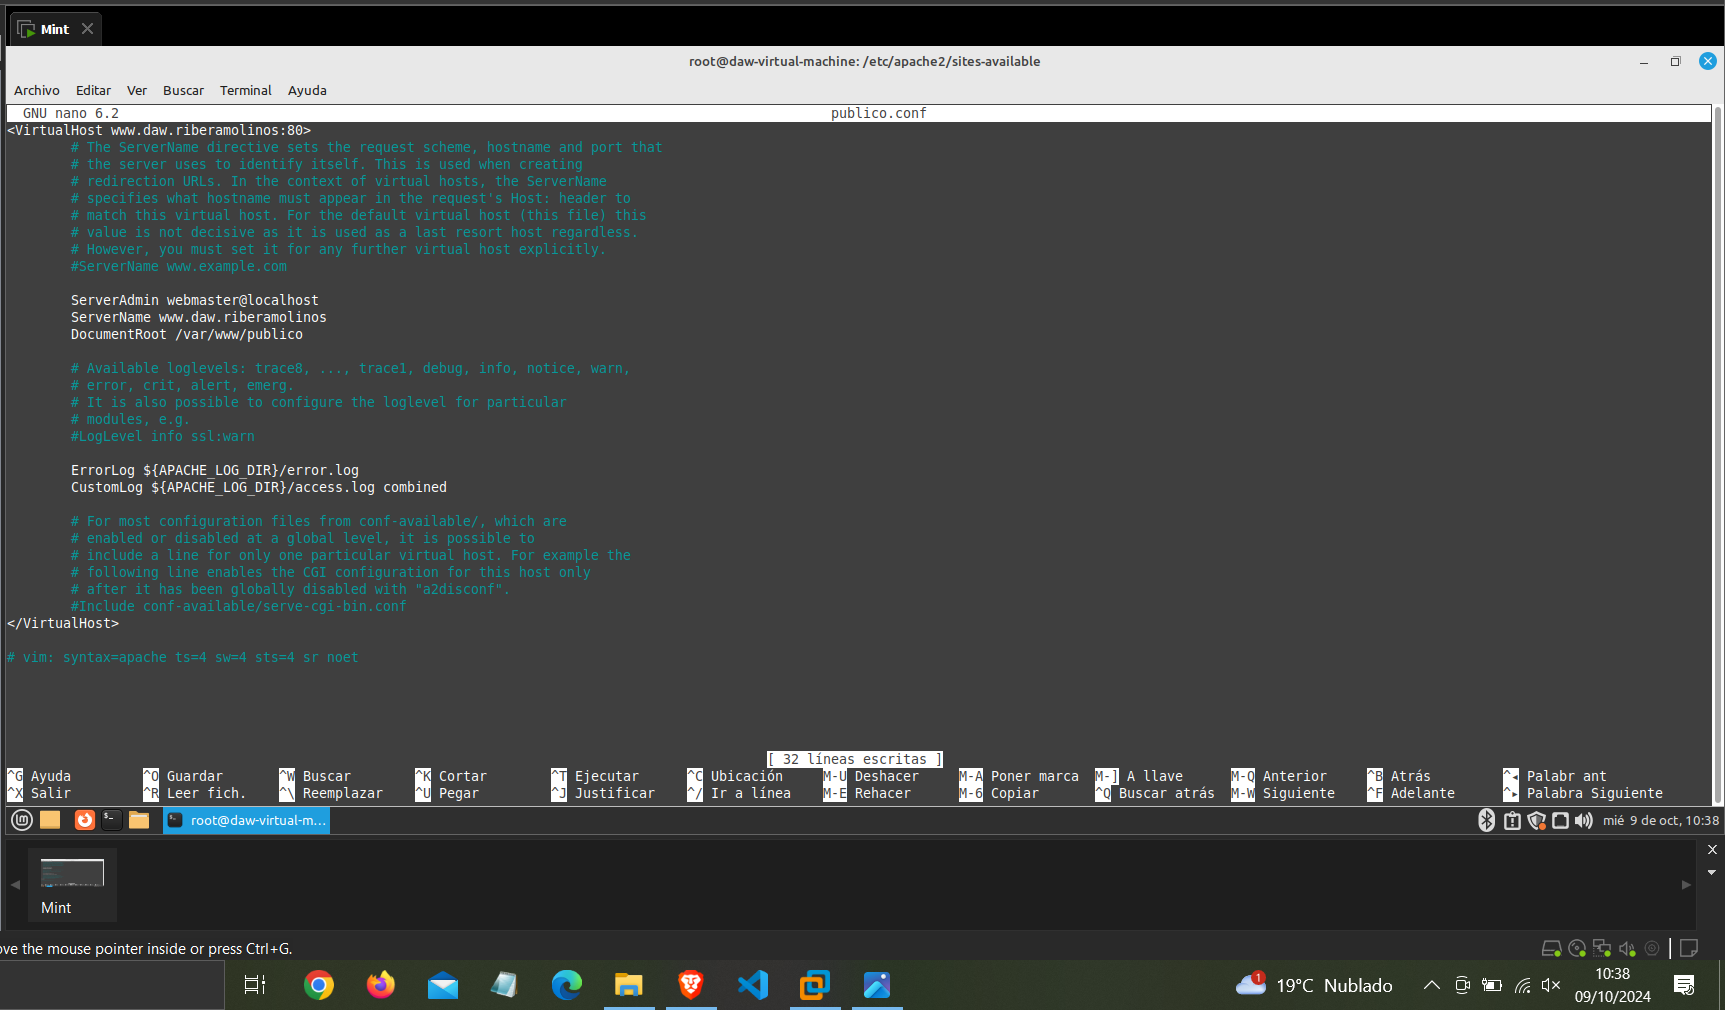 Mint
root@daw-virtual-machine: /etc/apache2/sites-available
Archivo Editar Ver Buscar Terminal Ayuda
GNU nano 6.2 publico.conf
<VirtualHost www.daw.riberamolinos:80>
# The ServerName directive sets the request scheme, hostname and port that
# the server uses to identify itself. This is used when creating
# redirection URLs. In the context of virtual hosts, the ServerName
# specifies what hostname must appear in the request's Host: header to
# match this virtual host. For the default virtual host (this file) this
# value is not decisive as it is used as a last resort host regardless.
# However, you must set it for any further virtual host explicitly.
#ServerName www.example.com
ServerAdmin webmaster@localhost
ServerName www.daw.riberamolinos
DocumentRoot /var/www/publico
# Available loglevels: trace8, ..., trace1, debug, info, notice, warn,
# error, crit, alert, emerg.
# It is also possible to configure the loglevel for particular
# modules, e.g.
#LogLevel info ssl:warn
ErrorLog ${APACHE_LOG_DIR}/error.log
CustomLog ${APACHE_LOG_DIR}/access.log combined
# For most configuration files from conf-available/, which are
# enabled or disabled at a global level, it is possible to
# include a line for only one particular virtual host. For example the
# following line enables the CGI configuration for this host only
# after it has been globally disabled with "a2disconf".
#Include conf-available/serve-cgi-bin.conf
</VirtualHost>
# vim: syntax=apache ts=4 sw=4 sts=4 sr noet
[ 32 líneas escritas ]
^G Ayuda ^O Guardar ^W Buscar ^K Cortar ^T Ejecutar ^C Ubicación M-U Deshacer M-A Poner marca M-] A llave M-Q Anterior ^B Atrás ^◂ Palabr ant
^X Salir ^R Leer fich. ^\ Reemplazar ^U Pegar ^J Justificar ^/ Ir a línea M-E Rehacer M-6 Copiar ^Q Buscar atrás M-W Siguiente ^F Adelante ^▸ Palabra Siguiente
root@daw-virtual-m... mié 9 de oct, 10:38
Mint
ove the mouse pointer inside or press Ctrl+G.
1 19°C Nublado 10:38
09/10/2024